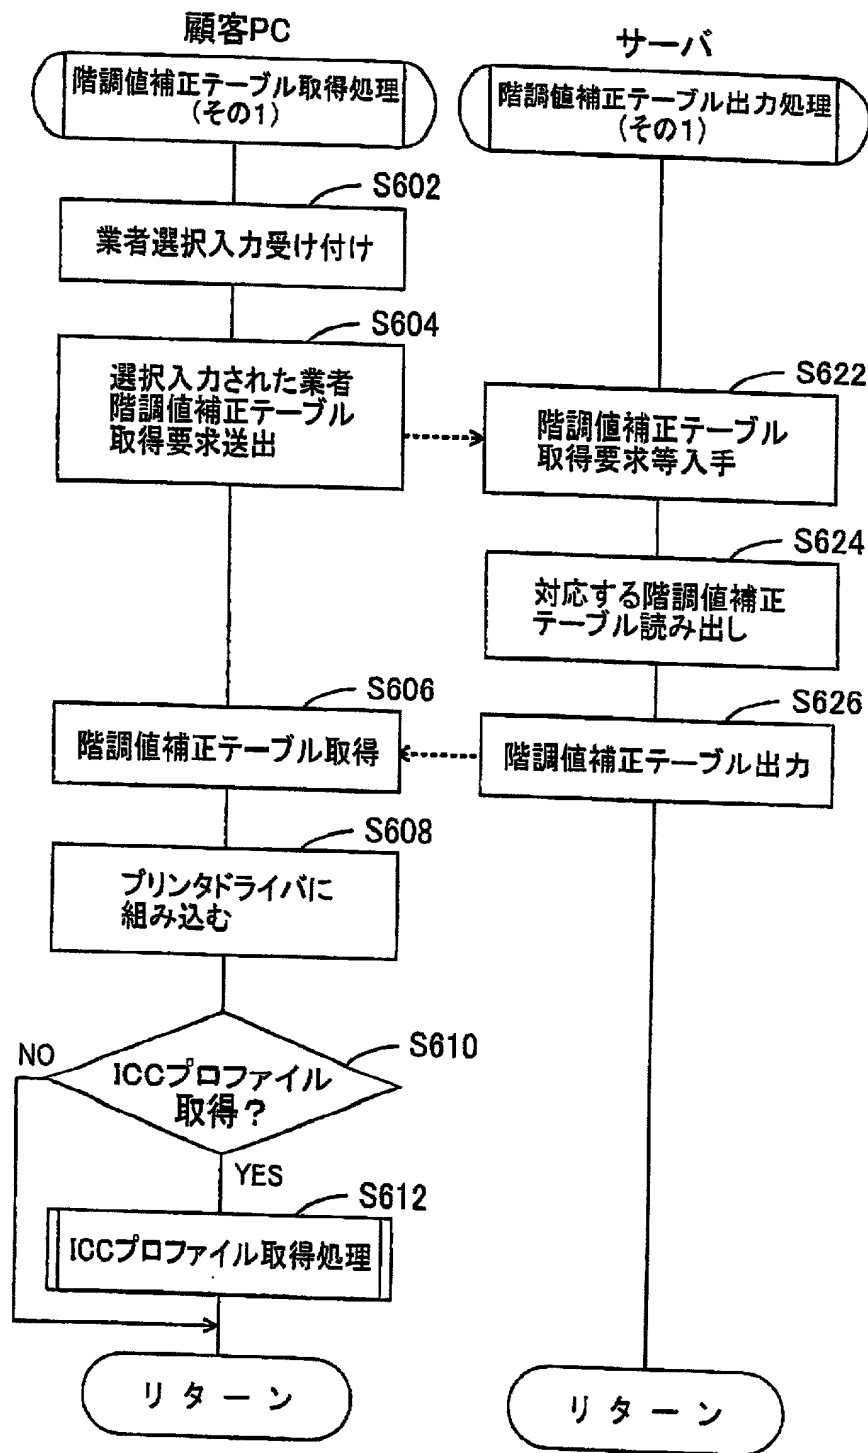 顧客PC
サーバ
階調値補正テーブル取得処理
(その1)
階調値補正テーブル出力処理
(その1)
S602
業者選択入力受け付け
S604
選択入力された業者
階調値補正テーブル
取得要求送出
S622
階調値補正テーブル
取得要求等入手
S624
対応する階調値補正
テーブル読み出し
S606
階調値補正テーブル取得
S626
階調値補正テーブル出力
S608
プリンタドライバに
組み込む
S610
NO
ICCプロファイル
取得?
YES
S612
ICCプロファイル取得処理
リターン
リターン